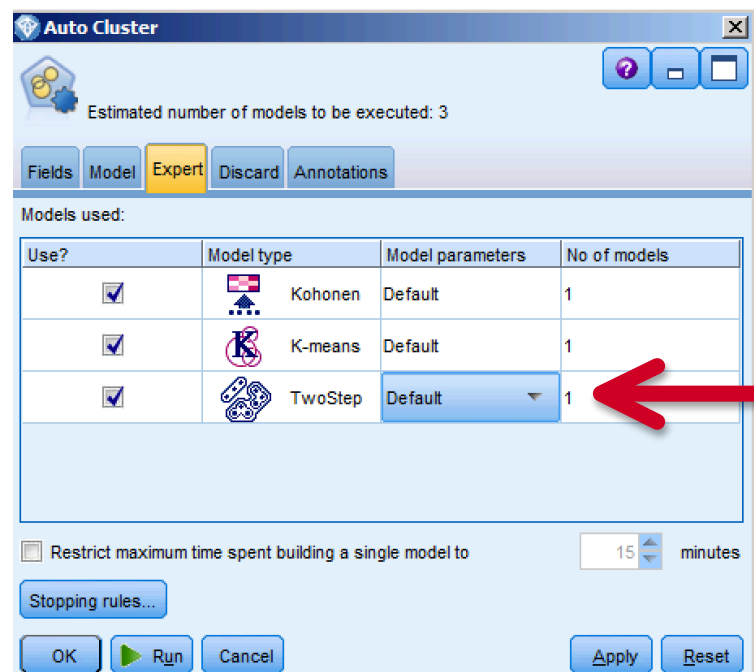 Auto Cluster
Estimated number of models to be executed: 3
Fields Model Expert Discard Annotations
Models used:
Use? Model type Model parameters No of models
Kohonen Default 1
K K-means Default 1
TwoStep Default 1
Restrict maximum time spent building a single model to 15 minutes
Stopping rules...
OK Run Cancel Apply Reset